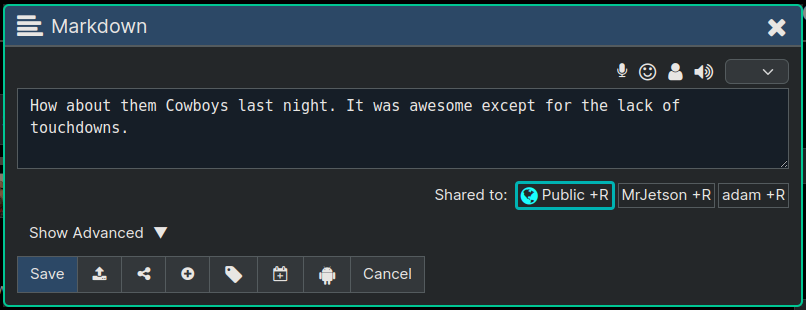 Markdown
How about them Cowboys last night. It was awesome except for the lack of
touchdowns.
Shared to: Public +R MrJetson +R adam +R
Show Advanced
Save Cancel